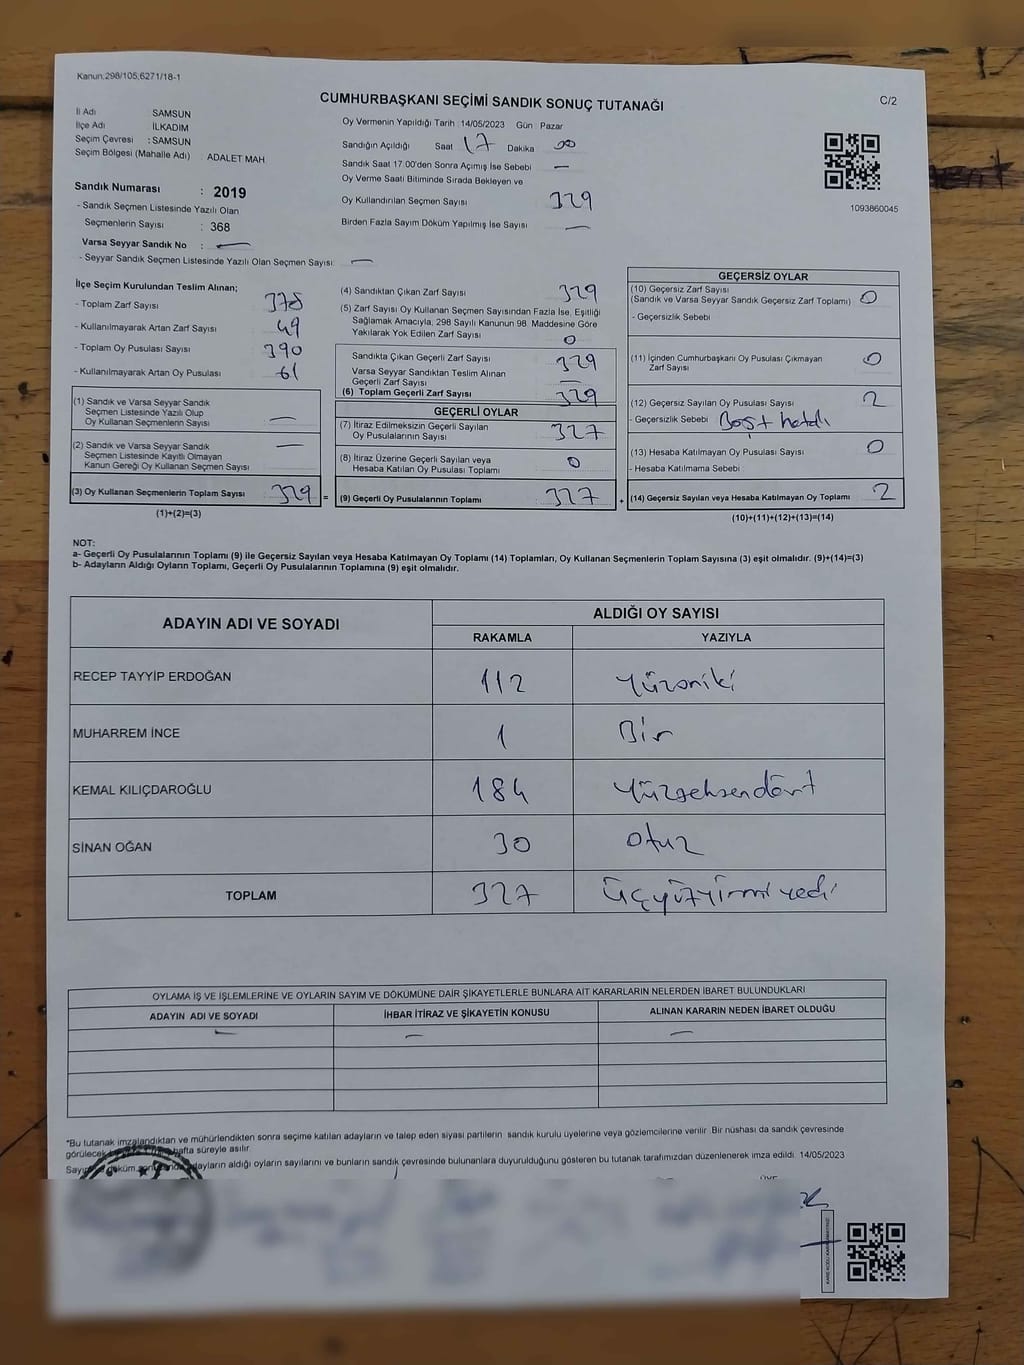 Kanun.298/105;6271/18-1
C/2
CUMHURBAŞKANI SEÇİMİ SANDIK SONUÇ TUTANAĞI
İl Adı SAMSUN
İlçe Adı İLKADIM
Seçim Çevresi : SAMSUN
Seçim Bölgesi (Mahalle Adı) : ADALET MAH
Oy Vermenin Yapıldığı Tarih :14/05/2023 Gün : Pazar
Sandığın Açıldığı Saat 17 Dakika 00
Sandık Saat 17:00'den Sonra Açımış İse Sebebi —
Oy Verme Saati Bitiminde Sırada Bekleyen ve
Oy Kullandırılan Seçmen Sayısı 329
Birden Fazla Sayım Döküm Yapılmış İse Sayısı —
1093860045
Sandık Numarası : 2019
- Sandık Seçmen Listesinde Yazılı Olan
Seçmenlerin Sayısı : 368
Varsa Seyyar Sandık No : —
- Seyyar Sandık Seçmen Listesinde Yazılı Olan Seçmen Sayısı: —
İlçe Seçim Kurulundan Teslim Alınan;
- Toplam Zarf Sayısı 378
- Kullanılmayarak Artan Zarf Sayısı 49
- Toplam Oy Pusulası Sayısı 390
- Kullanılmayarak Artan Oy Pusulası 61
(1) Sandık ve Varsa Seyyar Sandık
Seçmen Listesinde Yazılı Olup
Oy Kullanan Seçmenlerin Sayısı —
(2) Sandık ve Varsa Seyyar Sandık —
Seçmen Listesinde Kayıtlı Olmayan
Kanun Gereği Oy Kullanan Seçmen Sayısı
(3) Oy Kullanan Seçmenlerin Toplam Sayısı 329 =
(1)+(2)=(3)
(4) Sandıktan Çıkan Zarf Sayısı 329
(5) Zarf Sayısı Oy Kullanan Seçmen Sayısından Fazla İse, Eşitliği
Sağlamak Amacıyla, 298 Sayılı Kanunun 98. Maddesine Göre
Yakılarak Yok Edilen Zarf Sayısı 0
Sandıkta Çıkan Geçerli Zarf Sayısı 329
Varsa Seyyar Sandıktan Teslim Alınan
Geçerli Zarf Sayısı —
(6) Toplam Geçerli Zarf Sayısı 329
GEÇERLİ OYLAR
(7) İtiraz Edilmeksizin Geçerli Sayılan
Oy Pusulalarının Sayısı 327
(8) İtiraz Üzerine Geçerli Sayılan veya
Hesaba Katılan Oy Pusulası Toplamı 0
(9) Geçerli Oy Pusulalarının Toplamı 327 +
GEÇERSİZ OYLAR
(10) Geçersiz Zarf Sayısı
(Sandık ve Varsa Seyyar Sandık Geçersiz Zarf Toplamı) 0
- Geçersizlik Sebebi
(11) İçinden Cumhurbaşkanı Oy Pusulası Çıkmayan
Zarf Sayısı 0
(12) Geçersiz Sayılan Oy Pusulası Sayısı 2
- Geçersizlik Sebebi Boş + hatalı
(13) Hesaba Katılmayan Oy Pusulası Sayısı 0
- Hesaba Katılmama Sebebi
(14) Geçersiz Sayılan veya Hesaba Katılmayan Oy Toplamı 2
(10)+(11)+(12)+(13)=(14)
NOT:
a- Geçerli Oy Pusulalarının Toplamı (9) ile Geçersiz Sayılan veya Hesaba Katılmayan Oy Toplamı (14) Toplamları, Oy Kullanan Seçmenlerin Toplam Sayısına (3) eşit olmalıdır. (9)+(14)=(3)
b- Adayların Aldığı Oyların Toplamı, Geçerli Oy Pusulalarının Toplamına (9) eşit olmalıdır.
ADAYIN ADI VE SOYADI
ALDIĞI OY SAYISI
RAKAMLA YAZIYLA
RECEP TAYYİP ERDOĞAN 112 Yüzoniki
MUHARREM İNCE 1 Bir
KEMAL KILIÇDAROĞLU 184 Yüzseksendört
SİNAN OĞAN 30 otuz
TOPLAM 327 Üçyüzyirmi yedi
OYLAMA İŞ VE İŞLEMLERİNE VE OYLARIN SAYIM VE DÖKÜMÜNE DAİR ŞİKAYETLERLE BUNLARA AİT KARARLARIN NELERDEN İBARET BULUNDUKLARI
ADAYIN ADI VE SOYADI İHBAR İTİRAZ VE ŞİKAYETİN KONUSU ALINAN KARARIN NEDEN İBARET OLDUĞU
— — —
*Bu tutanak imzalandıktan ve mühürlendikten sonra seçime katılan adayların ve talep eden siyasi partilerin sandık kurulu üyelerine veya gözlemcilerine verilir. Bir nüshası da sandık çevresinde
görülecek hafta süreyle asılır.
Sayım döküm sonunda adayların aldığı oyların sayılarını ve bunların sandık çevresinde bulunanlara duyurulduğunu gösteren bu tutanak tarafımızdan düzenlenerek imza edildi. 14/05/2023
ÜYE